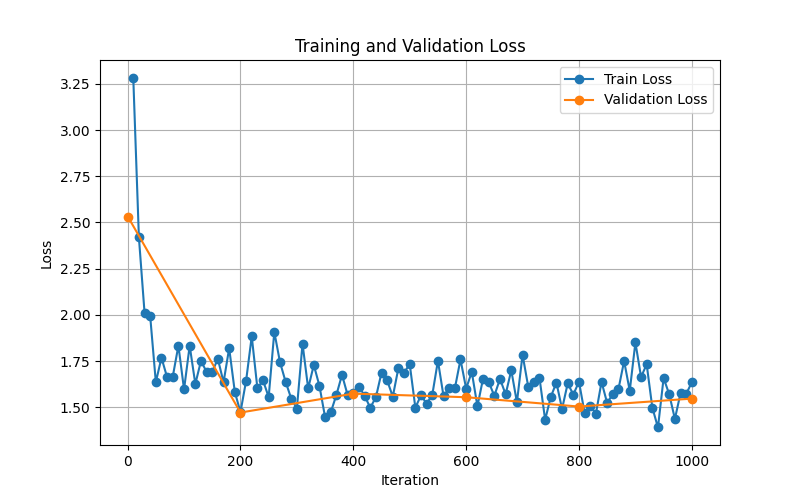 Training and Validation Loss
Train Loss
Validation Loss
3.25
3.00
2.75
2.50
2.25
2.00
1.75
1.50
Loss
0 200 400 600 800 1000
Iteration